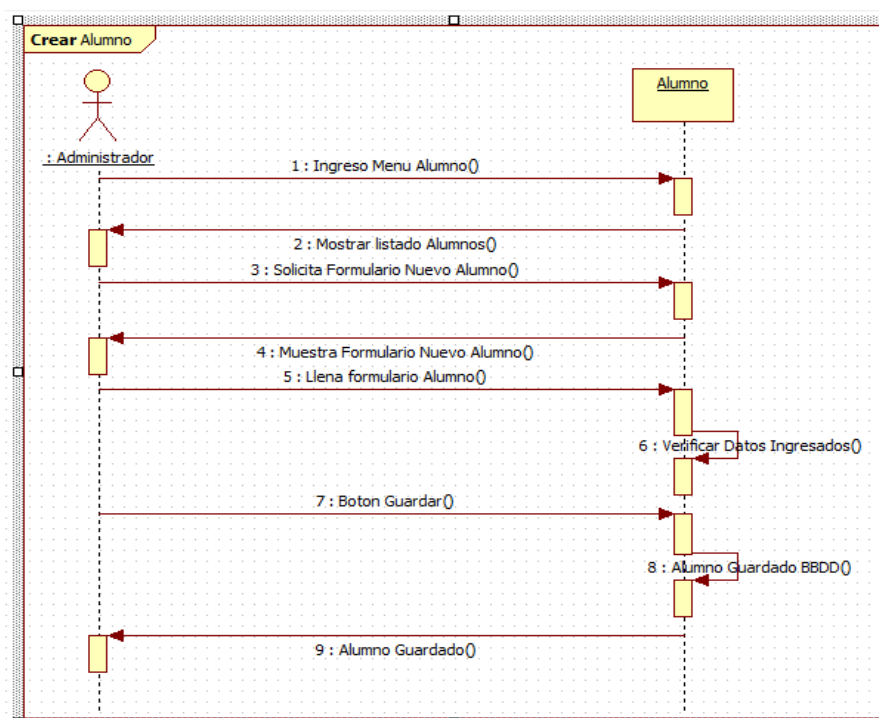 Crear Alumno
Alumno
: Administrador
1 : Ingreso Menu Alumno()
2 : Mostrar listado Alumnos()
3 : Solicita Formulario Nuevo Alumno()
4 : Muestra Formulario Nuevo Alumno()
5 : Llena formulario Alumno()
6 : Verificar Datos Ingresados()
7 : Boton Guardar()
8 : Alumno Guardado BBDD()
9 : Alumno Guardado()